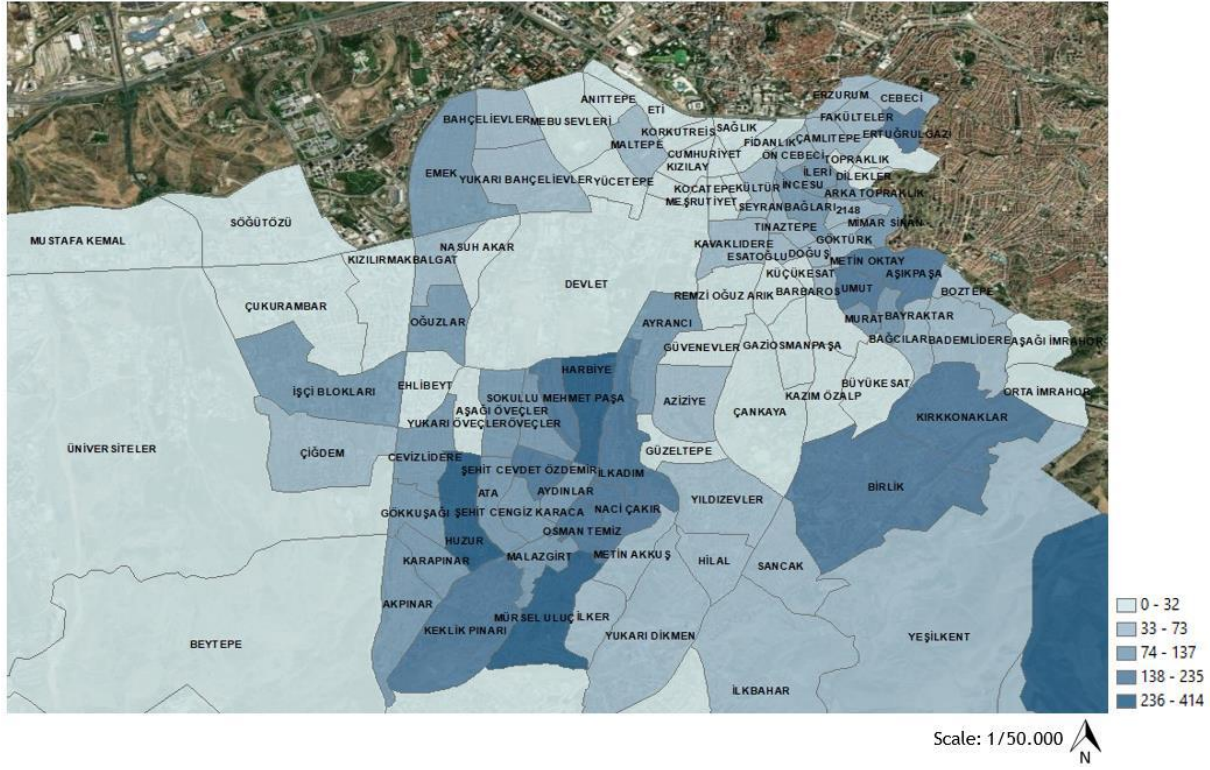 ERZURUM
CEBECİ
ANITTEPE
ETİ
FAKÜLTELER
BAHÇELİEVLER
MEBUSEVLERİ
KORKUTREİS
SAĞLIK
ÇAMLITEPE
ERTUĞRULGAZİ
MALTEPE
FİDANLIK
CUMHURİYET
ÖN CEBECİ
TOPRAKLIK
KIZILAY
EMEK
YUKARI BAHÇELİEVLER
YÜCETEPE
İLERİ
DİLEKLER
KOCATEPE
KÜLTÜR
İNCESU
ARKA TOPRAKLIK
MEŞRUTİYET
SEYRANBAĞLARI
2148
SÖĞÜTÖZÜ
TINAZTEPE
MİMAR SİNAN
MUSTAFA KEMAL
NASUH AKAR
KAVAKLIDERE
GÖKTÜRK
KIZILIRMAK
BALGAT
ESATOĞLU
DOĞUŞ
METİN OKTAY
KÜÇÜKESAT
AŞIKPAŞA
DEVLET
REMZİ OĞUZ ARIK
BARBAROS
UMUT
BOZTEPE
ÇUKURAMBAR
OĞUZLAR
AYRANCI
MURAT
BAYRAKTAR
GÜVENEVLER
GAZİOSMANPAŞA
BAĞCILAR
BADEMLİDERE
AŞAĞI İMRAHOR
HARBİYE
EHLİBEYT
BÜYÜKESAT
İŞÇİ BLOKLARI
SOKULLU MEHMET PAŞA
AZİZİYE
KAZIM ÖZALP
ORTA İMRAHOR
AŞAĞI ÖVEÇLER
ÇANKAYA
KIRKKONAKLAR
YUKARI ÖVEÇLER
ÖVEÇLER
ÜNİVERSİTELER
ÇİĞDEM
CEVİZLİDERE
GÜZELTEPE
ŞEHİT CEVDET ÖZDEMİR
İLKADIM
BİRLİK
ATA
AYDINLAR
YILDIZEVLER
GÖKKUŞAĞI
ŞEHİT CENGİZ KARACA
NACİ ÇAKIR
OSMAN TEMİZ
HUZUR
KARAPINAR
MALAZGİRT
METİN AKKUŞ
HİLAL
SANCAK
AKPINAR
MÜRSEL ULUÇ
İLKER
KEKLİK PINARI
YUKARI DİKMEN
YEŞİLKENT
BEYTEPE
İLKBAHAR
0 - 32
33 - 73
74 - 137
138 - 235
236 - 414
Scale: 1/50.000
N